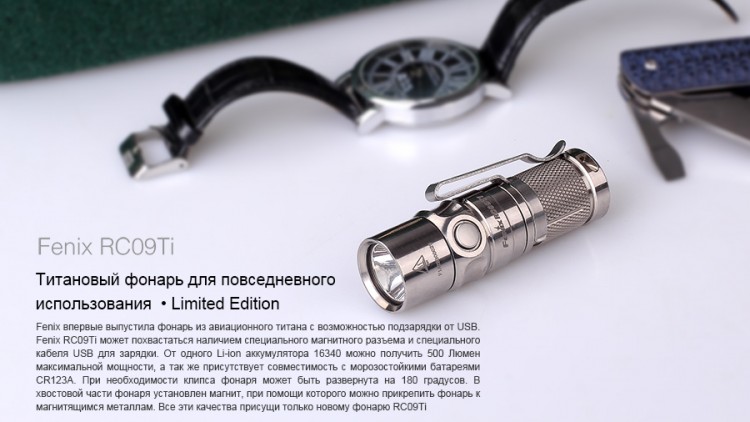 Fenix RC09Ti
Титановый фонарь для повседневного
использования • Limited Edition
Fenix впервые выпустила фонарь из авиационного титана с возможностью подзарядки от USB.
Fenix RC09Ti может похвастаться наличием специального магнитного разъема и специального
кабеля USB для зарядки. От одного Li-ion аккумулятора 16340 можно получить 500 Люмен
максимальной мощности, а так же присутствует совместимость с морозостойкими батареями
CR123A. При необходимости клипса фонаря может быть развернута на 180 градусов. В
хвостовой части фонаря установлен магнит, при помощи которого можно прикрепить фонарь к
магнитящимся металлам. Все эти качества присущи только новому фонарю RC09Ti